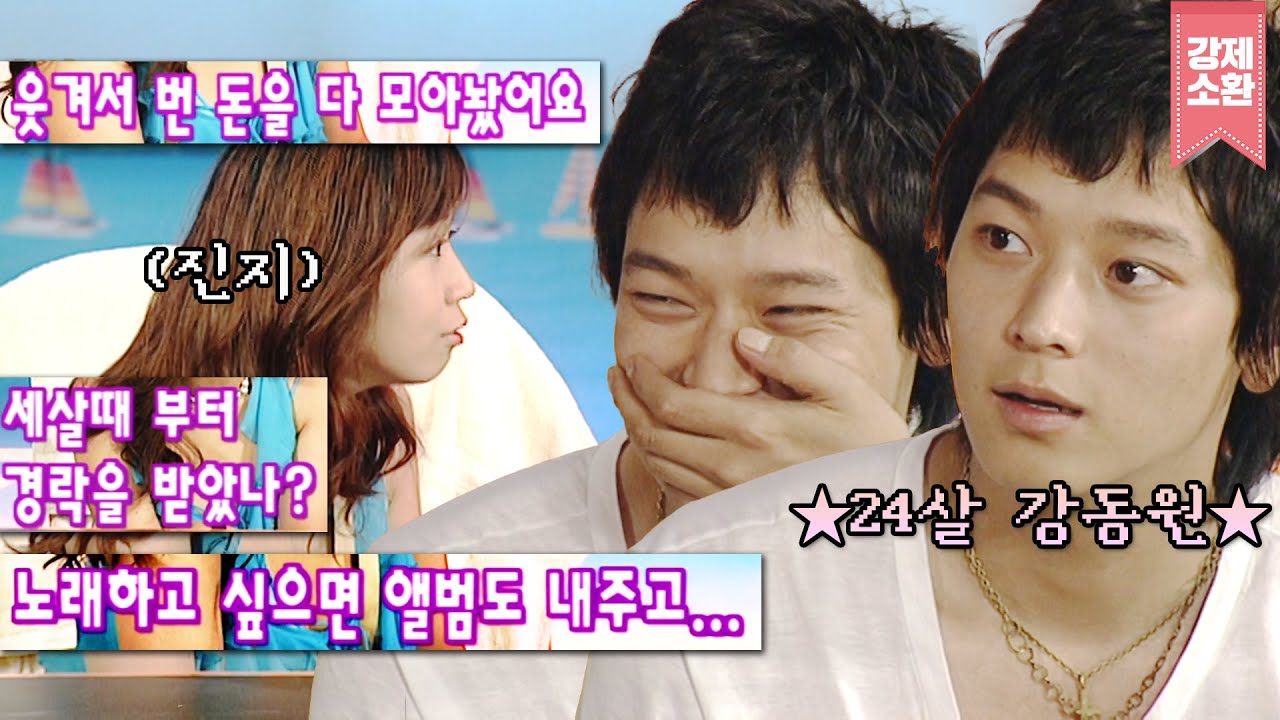 강제
소환
웃겨서 번 돈을 다 모아놨어요
(진지)
세살때 부터
경락을 받았나?
★24살 강동원★
노래하고 싶으면 앨범도 내주고...